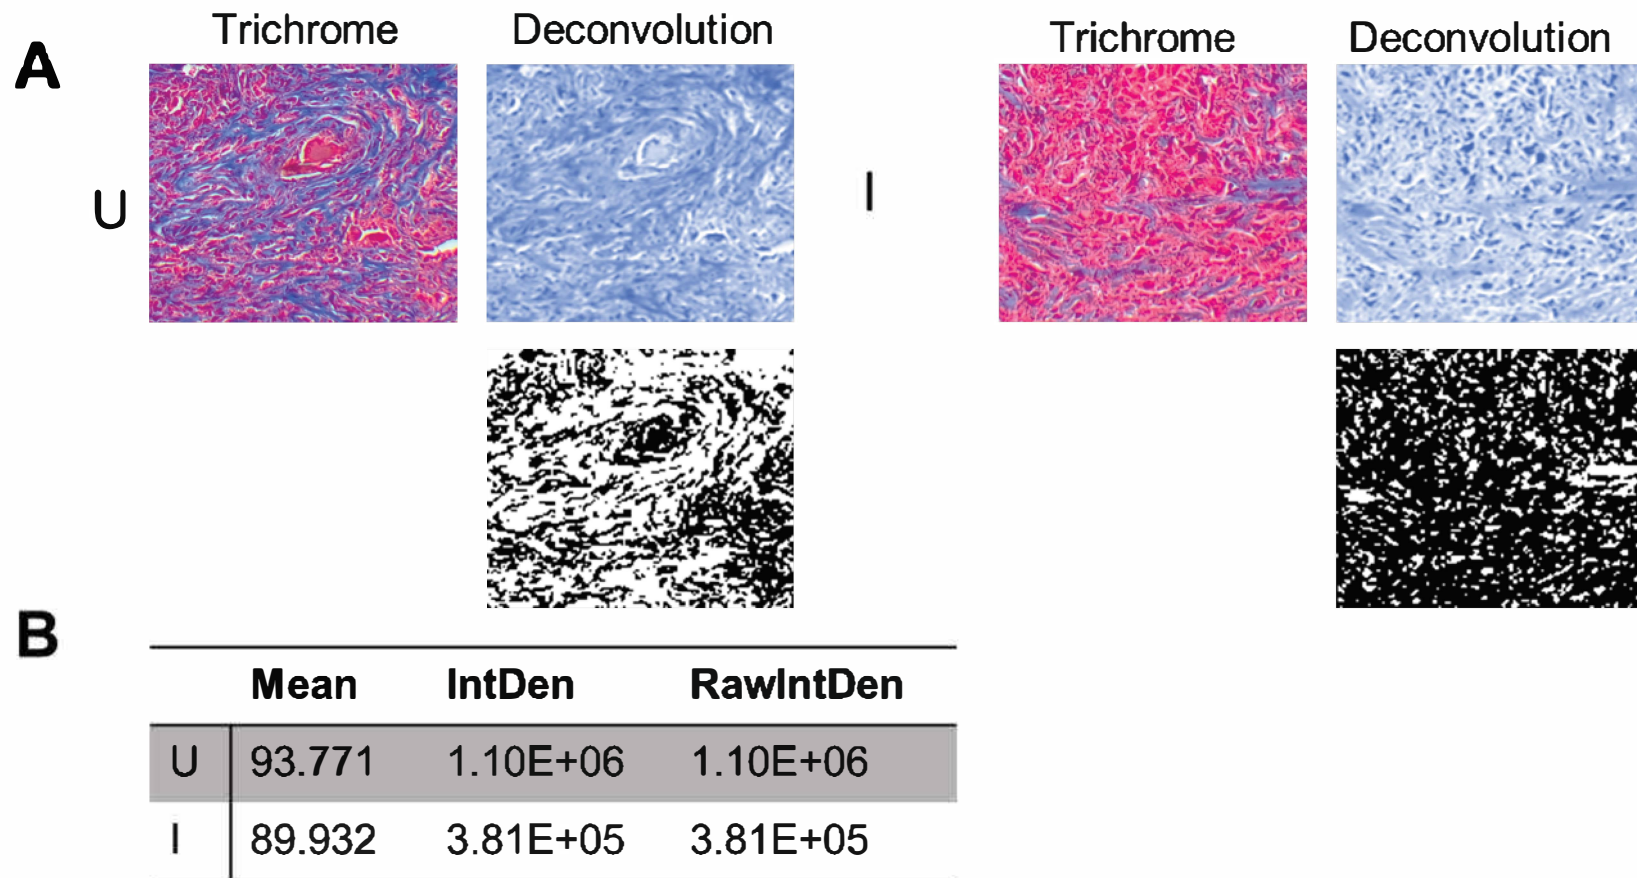 Trichrome Deconvolution Trichrome Deconvolution
A
U I
B
Mean IntDen RawIntDen
U 93.771 1.10E+06 1.10E+06
I 89.932 3.81E+05 3.81E+05